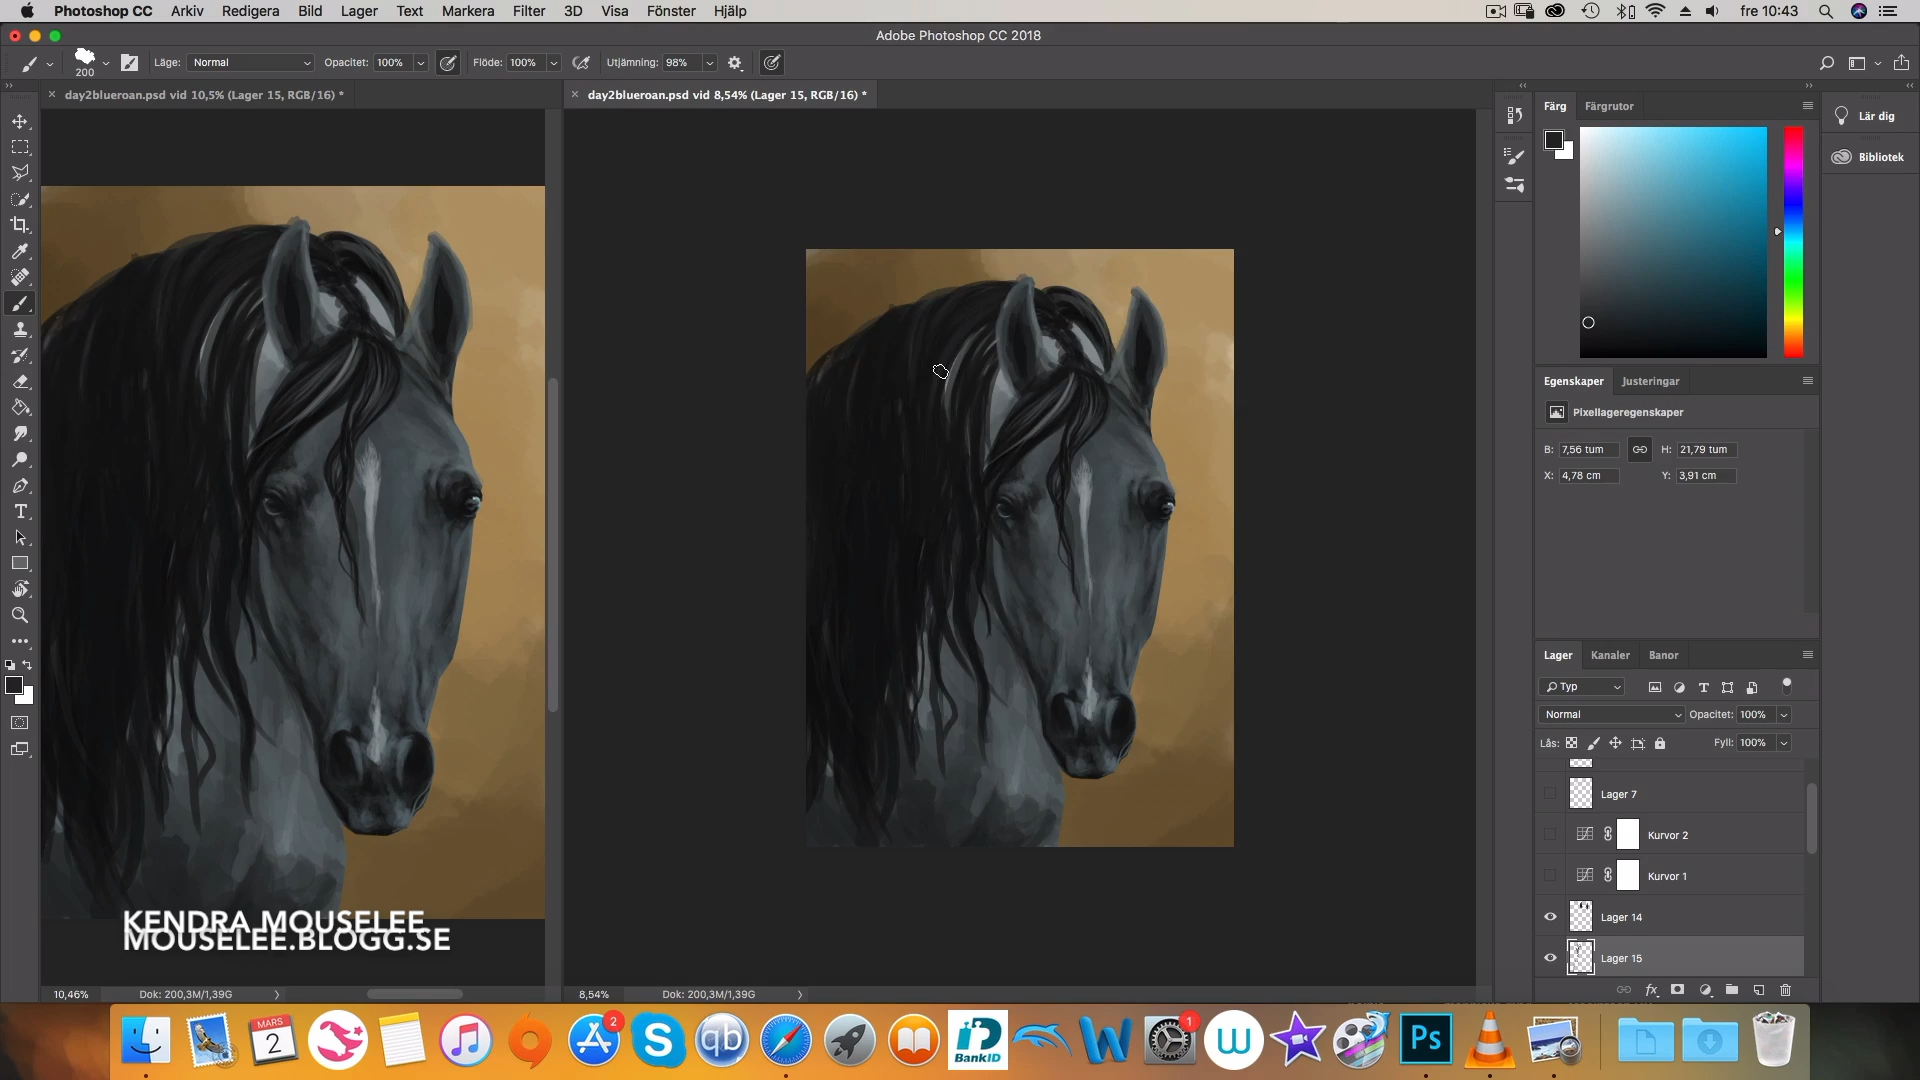 Photoshop CC Arkiv Redigera Bild Lager Text Markera Filter 3D Visa Fönster Hjälp fre 10:43
Adobe Photoshop CC 2018
200 Läge: Normal Opacitet: 100% Flöde: 100% Utjämning: 98%
day2blueroan.psd vid 10,5% (Lager 15, RGB/16) *
day2blueroan.psd vid 8,54% (Lager 15, RGB/16) *
Färg Färgrutor
Lär dig
Bibliotek
Egenskaper Justeringar
Pixellageregenskaper
B: 7,56 tum H: 21,79 tum
X: 4,78 cm Y: 3,91 cm
Lager Kanaler Banor
Typ
Normal Opacitet: 100%
Lås: Fyll: 100%
Lager 7
Kurvor 2
Kurvor 1
Lager 14
Lager 15
fx
KENDRA MOUSELEE
MOUSELEE.BLOGG.SE
10,46% Dok: 200,3M/1,39G
8,54% Dok: 200,3M/1,39G
MARS
2
2
S
qb
BankID
W
1
W
Ps